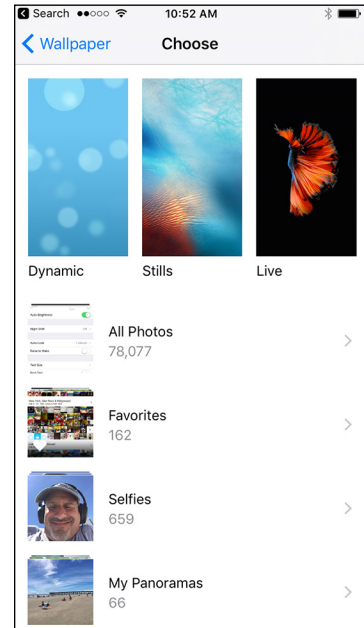 Search 10:52 AM
Wallpaper Choose
Dynamic Stills Live
All Photos
78,077
Favorites
162
Selfies
659
My Panoramas
66